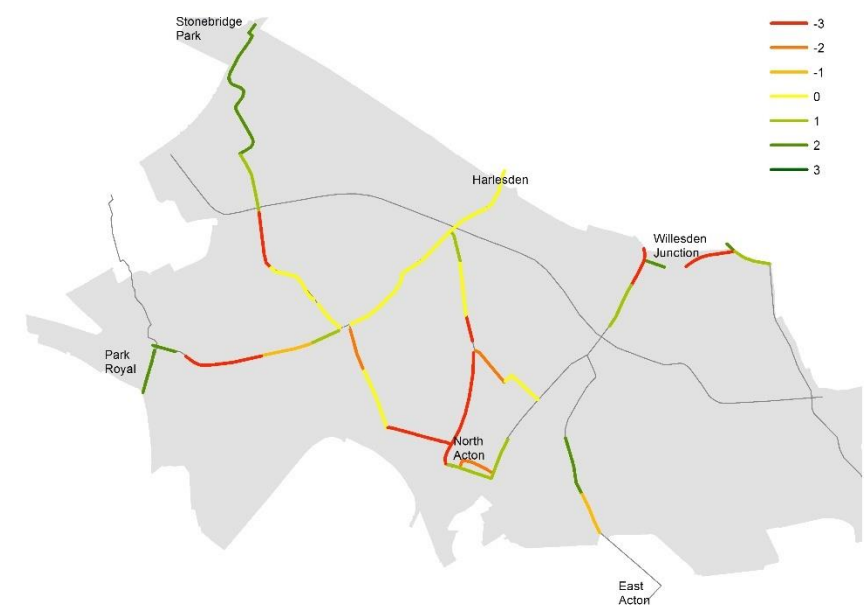 Stonebridge
Park
-3
-2
-1
0
1
2
3
Harlesden
Willesden
Junction
Park
Royal
North
Acton
East
Acton